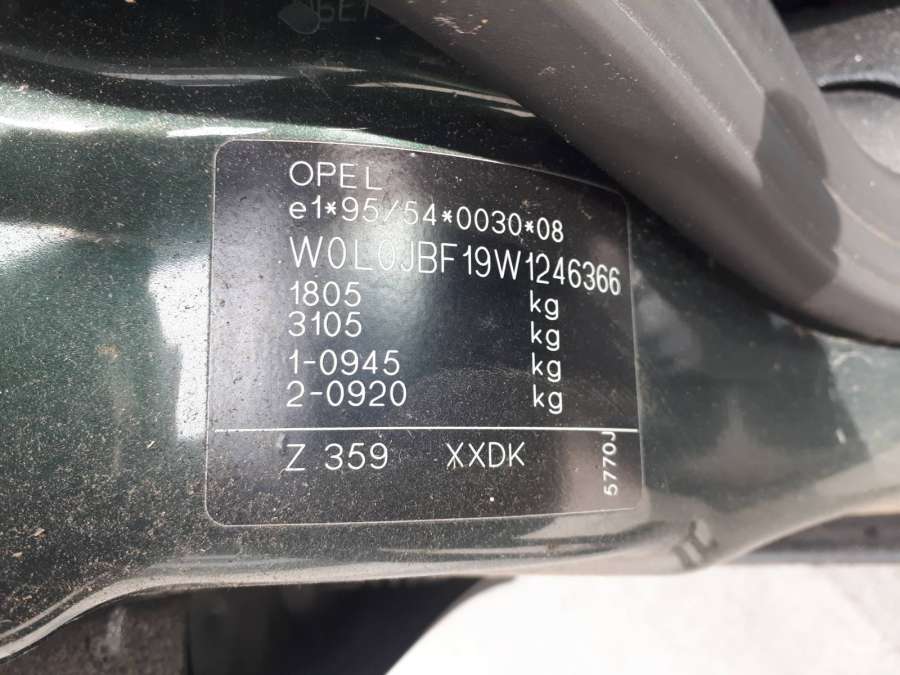 OPEL
e1*95/54*0030*08
W0L0JBF19W1246366
1805 kg
3105 kg
1-0945 kg
2-0920 kg
Z 359 XXDK
5770J